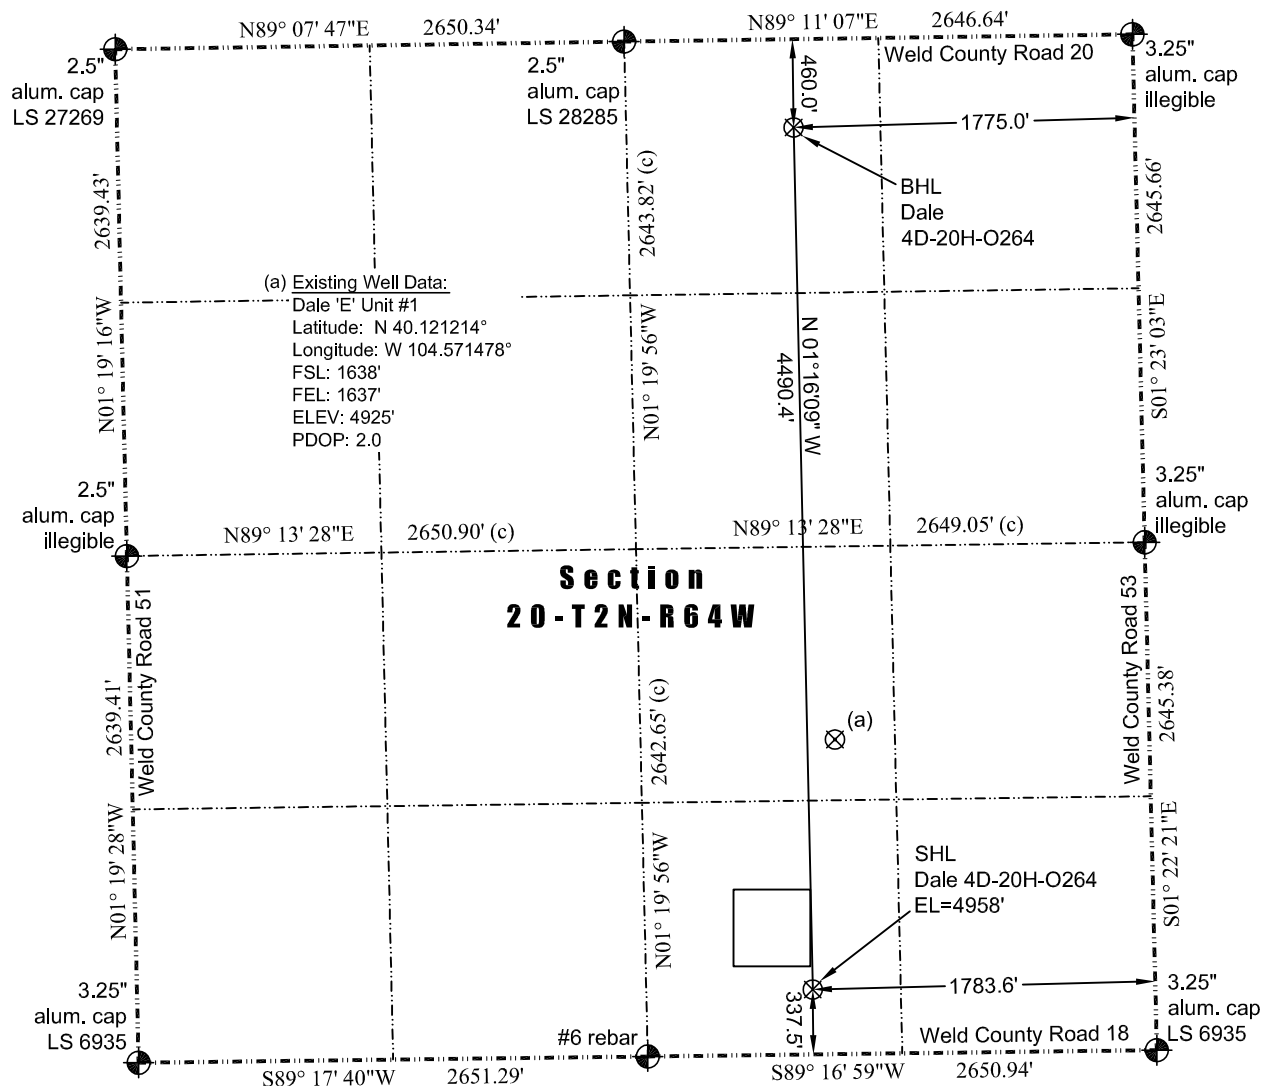 N89° 07' 47"E 2650.34' N89° 11' 07"E 2646.64'
Weld County Road 20
2.5"
alum. cap
LS 27269
2.5"
alum. cap
LS 28285
3.25"
alum. cap
illegible
460.0'
1775.0'
BHL
Dale
4D-20H-O264
2639.43'
2643.82' (c)
2645.66'
(a) Existing Well Data:
Dale 'E' Unit #1
Latitude: N 40.121214°
Longitude: W 104.571478°
FSL: 1638'
FEL: 1637'
ELEV: 4925'
PDOP: 2.0
N01° 19' 16"W
N01° 19' 56"W
N 01°16'09" W
4490.4'
S01° 23' 03"E
2.5"
alum. cap
illegible
3.25"
alum. cap
illegible
N89° 13' 28"E 2650.90' (c) N89° 13' 28"E 2649.05' (c)
Section
20-T2N-R64W
Weld County Road 51
Weld County Road 53
2639.41'
2642.65' (c)
2645.38'
(a)
N01° 19' 28"W
N01° 19' 56"W
S01° 22' 21"E
SHL
Dale 4D-20H-O264
EL=4958'
1783.6'
337.5'
3.25"
alum. cap
LS 6935
#6 rebar
Weld County Road 18
3.25"
alum. cap
LS 6935
S89° 17' 40"W 2651.29' S89° 16' 59"W 2650.94'